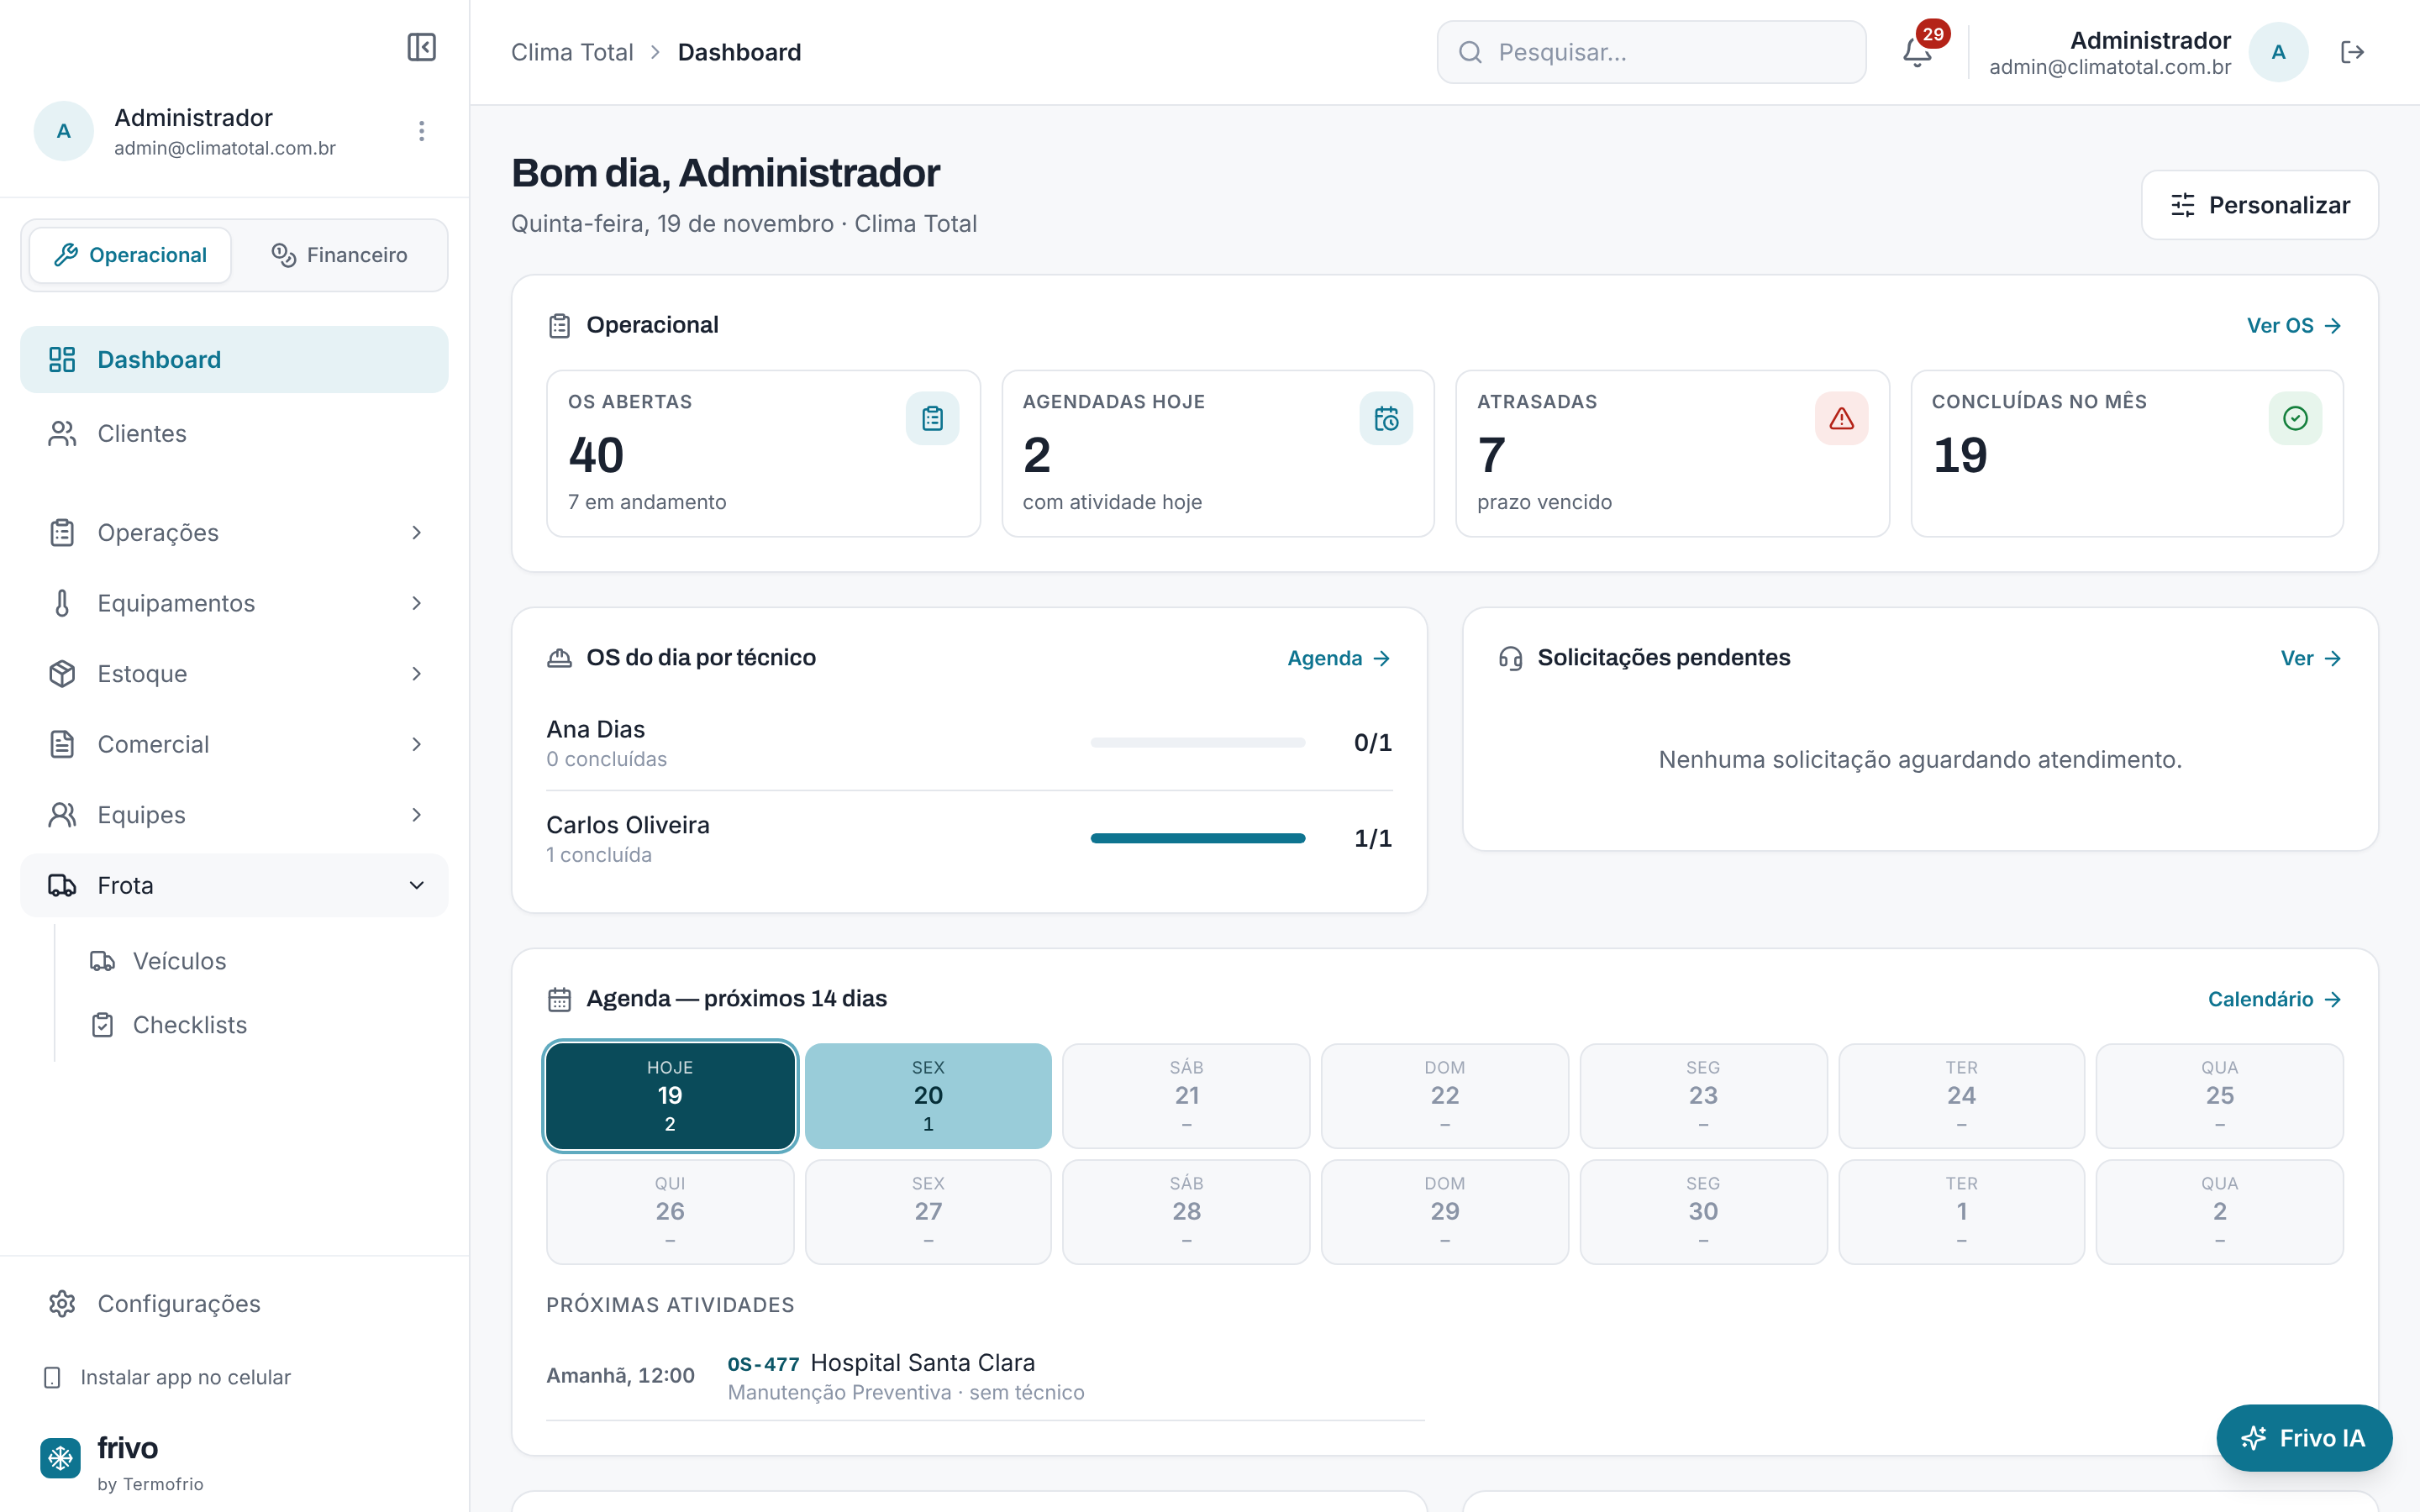 Administrador
admin@climatotal.com.br
Operacional
Financeiro
Dashboard
Clientes
Operações
Equipamentos
Estoque
Comercial
Equipes
Frota
Veículos
Checklists
Configurações
Instalar app no celular
frivo
by Termofrio
Clima Total > Dashboard
Pesquisar...
29
Administrador
admin@climatotal.com.br
A
A
Bom dia, Administrador
Quinta-feira, 19 de novembro · Clima Total
Personalizar
Operacional
Ver OS →
OS ABERTAS
40
7 em andamento
AGENDADAS HOJE
2
com atividade hoje
ATRASADAS
7
prazo vencido
CONCLUÍDAS NO MÊS
19
OS do dia por técnico
Agenda →
Ana Dias
0 concluídas
0/1
Carlos Oliveira
1 concluída
1/1
Solicitações pendentes
Ver →
Nenhuma solicitação aguardando atendimento.
Agenda — próximos 14 dias
Calendário →
HOJE
19
2
SEX
20
1
SÁB
21
–
DOM
22
–
SEG
23
–
TER
24
–
QUA
25
–
QUI
26
–
SEX
27
–
SÁB
28
–
DOM
29
–
SEG
30
–
TER
1
–
QUA
2
–
PRÓXIMAS ATIVIDADES
Amanhã, 12:00
OS-477 Hospital Santa Clara
Manutenção Preventiva · sem técnico
Frivo IA